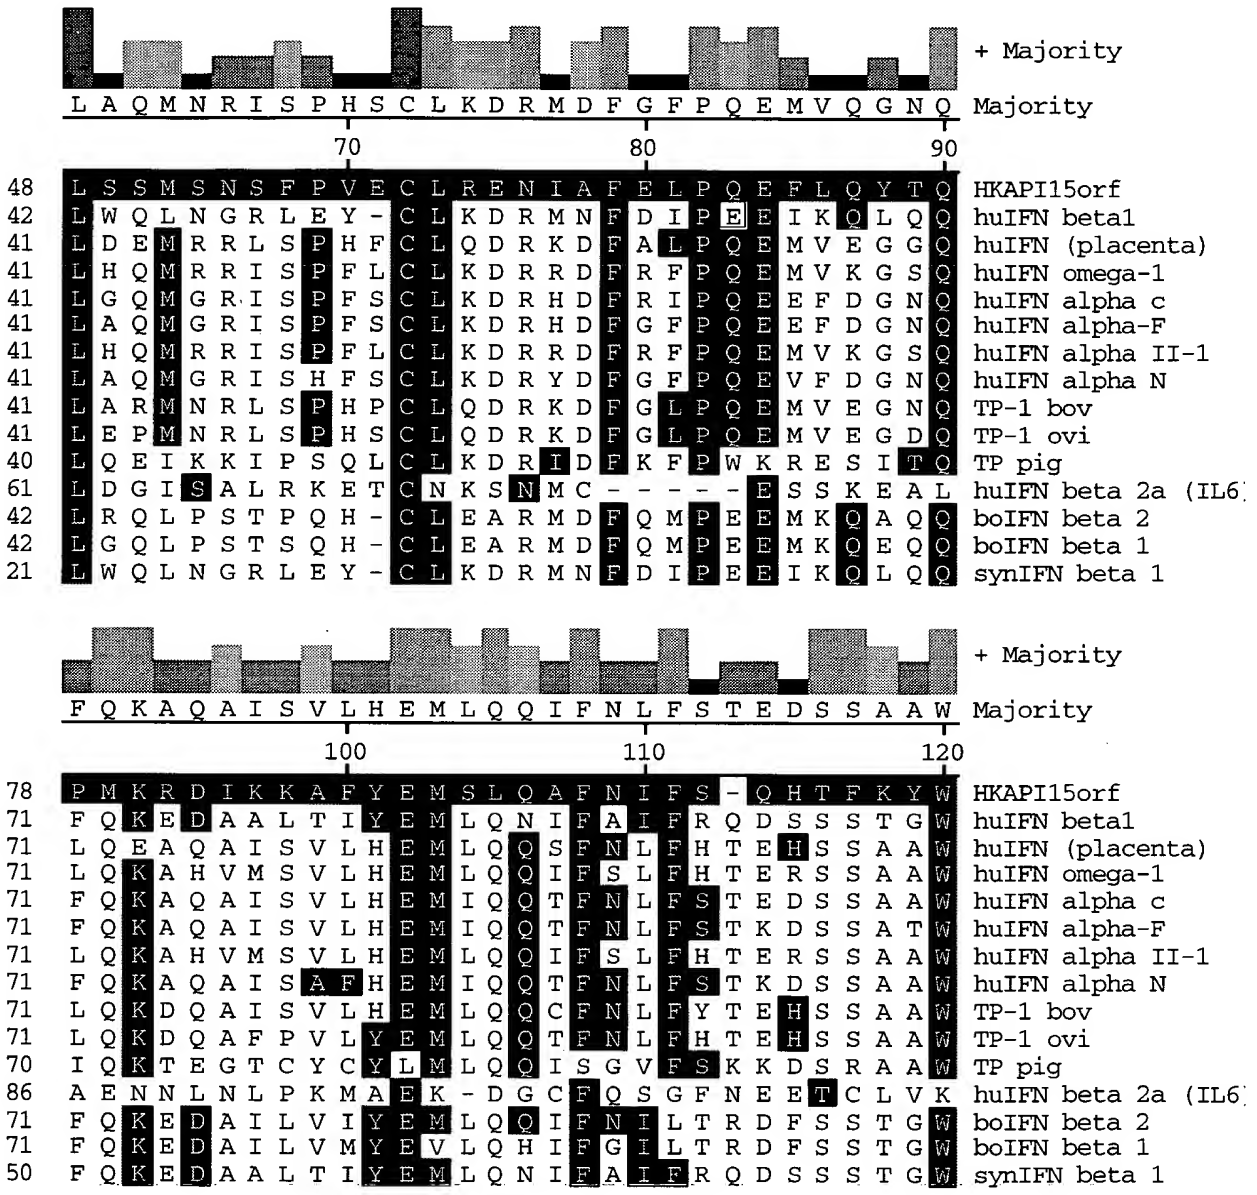 + Majority
L A Q M N R I S P H S C L K D R M D F G F P Q E M V Q G N Q Majority
70 80 90
48 L S S M S N S F P V E C L R E N I A F E L P Q E F L Q Y T Q HKAPI15orf
42 L W Q L N G R L E Y - C L K D R M N F D I P E E I K Q L Q Q huIFN beta1
41 L D E M R R L S P H F C L Q D R K D F A L P Q E M V E G G Q huIFN (placenta)
41 L H Q M R R I S P F L C L K D R R D F R F P Q E M V K G S Q huIFN omega-1
41 L G Q M G R I S P F S C L K D R H D F R I P Q E E F D G N Q huIFN alpha c
41 L A Q M G R I S P F S C L K D R H D F G F P Q E E F D G N Q huIFN alpha-F
41 L H Q M R R I S P F L C L K D R R D F R F P Q E M V K G S Q huIFN alpha II-1
41 L A Q M G R I S H F S C L K D R Y D F G F P Q E V F D G N Q huIFN alpha N
41 L A R M N R L S P H P C L Q D R K D F G L P Q E M V E G N Q TP-1 bov
41 L E P M N R L S P H S C L Q D R K D F G L P Q E M V E G D Q TP-1 ovi
40 L Q E I K K I P S Q L C L K D R I D F K F P W K R E S I T Q TP pig
61 L D G I S A L R K E T C N K S N M C - - - - - E S S K E A L huIFN beta 2a (IL6)
42 L R Q L P S T P Q H - C L E A R M D F Q M P E E M K Q A Q Q boIFN beta 2
42 L G Q L P S T S Q H - C L E A R M D F Q M P E E M K Q E Q Q boIFN beta 1
21 L W Q L N G R L E Y - C L K D R M N F D I P E E I K Q L Q Q synIFN beta 1
+ Majority
F Q K A Q A I S V L H E M L Q Q I F N L F S T E D S S A A W Majority
100 110 120
78 P M K R D I K K A F Y E M S L Q A F N I F S - Q H T F K Y W HKAPI15orf
71 F Q K E D A A L T I Y E M L Q N I F A I F R Q D S S S T G W huIFN beta1
71 L Q E A Q A I S V L H E M L Q Q S F N L F H T E H S S A A W huIFN (placenta)
71 L Q K A H V M S V L H E M L Q Q I F S L F H T E R S S A A W huIFN omega-1
71 F Q K A Q A I S V L H E M I Q Q T F N L F S T E D S S A A W huIFN alpha c
71 F Q K A Q A I S V L H E M I Q Q T F N L F S T K D S S A T W huIFN alpha-F
71 L Q K A H V M S V L H E M L Q Q I F S L F H T E R S S A A W huIFN alpha II-1
71 F Q K A Q A I S A F H E M I Q Q T F N L F S T K D S S A A W huIFN alpha N
71 L Q K D Q A I S V L H E M L Q Q C F N L F Y T E H S S A A W TP-1 bov
71 L Q K D Q A F P V L Y E M L Q Q T F N L F H T E H S S A A W TP-1 ovi
70 I Q K T E G T C Y C Y L M L Q Q I S G V F S K K D S R A A W TP pig
86 A E N N L N L P K M A E K - D G C F Q S G F N E E T C L V K huIFN beta 2a (IL6)
71 F Q K E D A I L V I Y E M L Q Q I F N I L T R D F S S T G W boIFN beta 2
71 F Q K E D A I L V M Y E V L Q H I F G I L T R D F S S T G W boIFN beta 1
50 F Q K E D A A L T I Y E M L Q N I F A I F R Q D S S S T G W synIFN beta 1